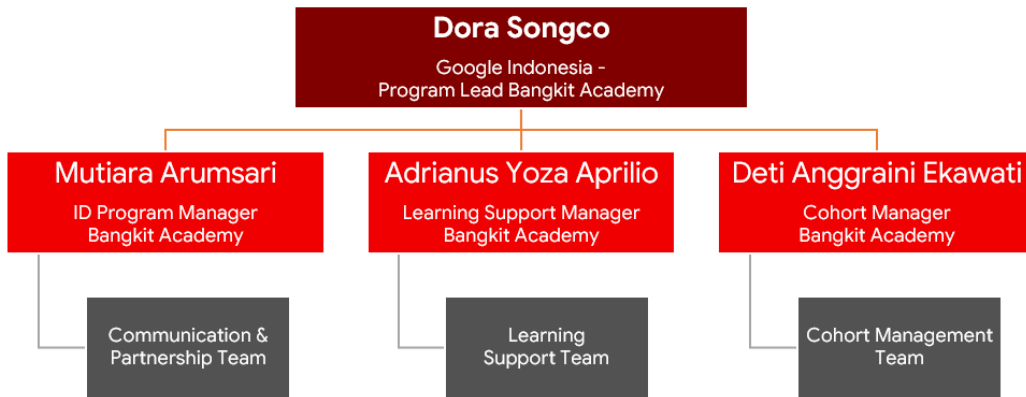 Dora Songco
Google Indonesia -
Program Lead Bangkit Academy
Mutiara Arumsari
ID Program Manager
Bangkit Academy
Adrianus Yoza Aprilio
Learning Support Manager
Bangkit Academy
Deti Anggraini Ekawati
Cohort Manager
Bangkit Academy
Communication &
Partnership Team
Learning
Support Team
Cohort Management
Team